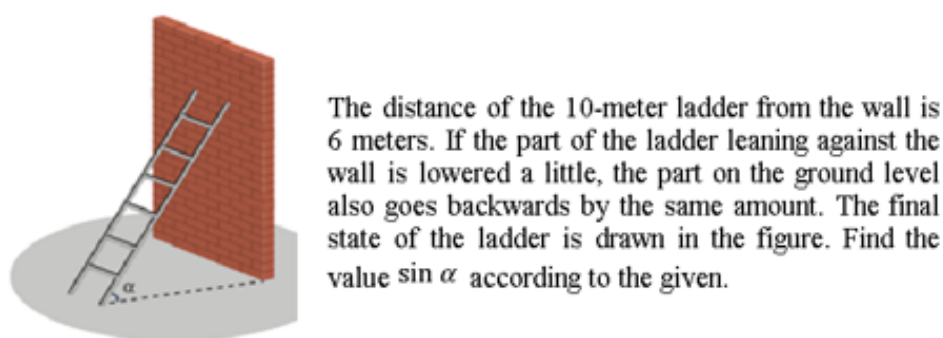 The distance of the 10-meter ladder from the wall is
6 meters. If the part of the ladder leaning against the
wall is lowered a little, the part on the ground level
also goes backwards by the same amount. The final
state of the ladder is drawn in the figure. Find the
value sin α according to the given.
α